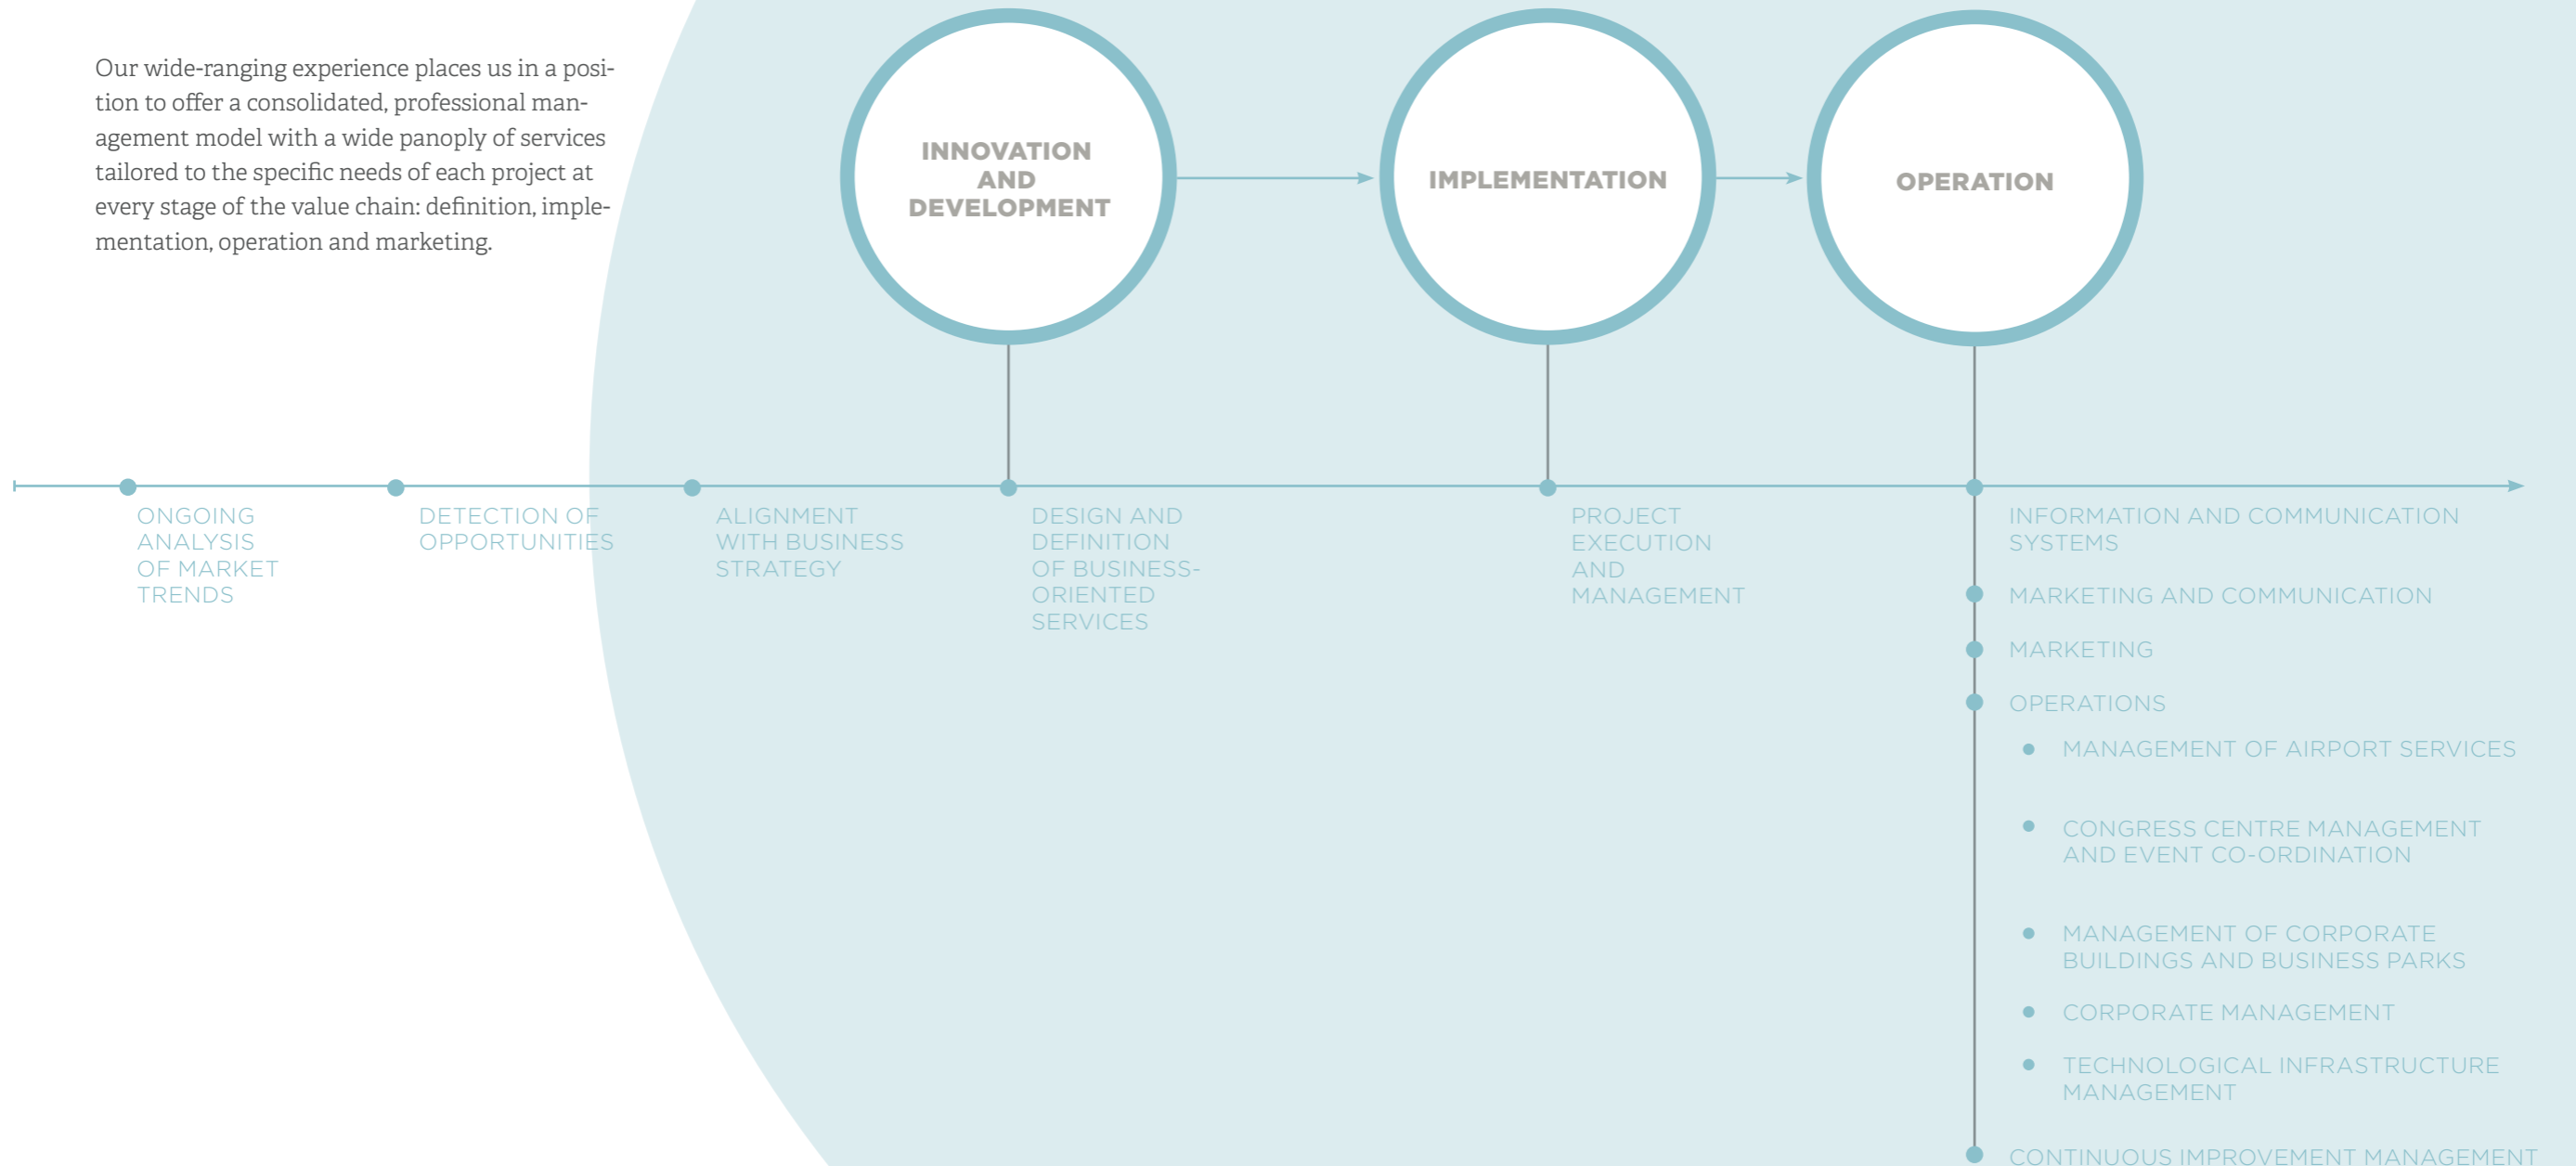 Our wide-ranging experience places us in a posi-
tion to offer a consolidated, professional man-
agement model with a wide panoply of services
tailored to the specific needs of each project at
every stage of the value chain: definition, imple-
mentation, operation and marketing.
INNOVATION
AND
DEVELOPMENT
IMPLEMENTATION
OPERATION
ONGOING
ANALYSIS
OF MARKET
TRENDS
DETECTION OF
OPPORTUNITIES
ALIGNMENT
WITH BUSINESS
STRATEGY
DESIGN AND
DEFINITION
OF BUSINESS-
ORIENTED
SERVICES
PROJECT
EXECUTION
AND
MANAGEMENT
INFORMATION AND COMMUNICATION
SYSTEMS
MARKETING AND COMMUNICATION
MARKETING
OPERATIONS
MANAGEMENT OF AIRPORT SERVICES
CONGRESS CENTRE MANAGEMENT
AND EVENT CO-ORDINATION
MANAGEMENT OF CORPORATE
BUILDINGS AND BUSINESS PARKS
CORPORATE MANAGEMENT
TECHNOLOGICAL INFRASTRUCTURE
MANAGEMENT
CONTINUOUS IMPROVEMENT MANAGEMENT